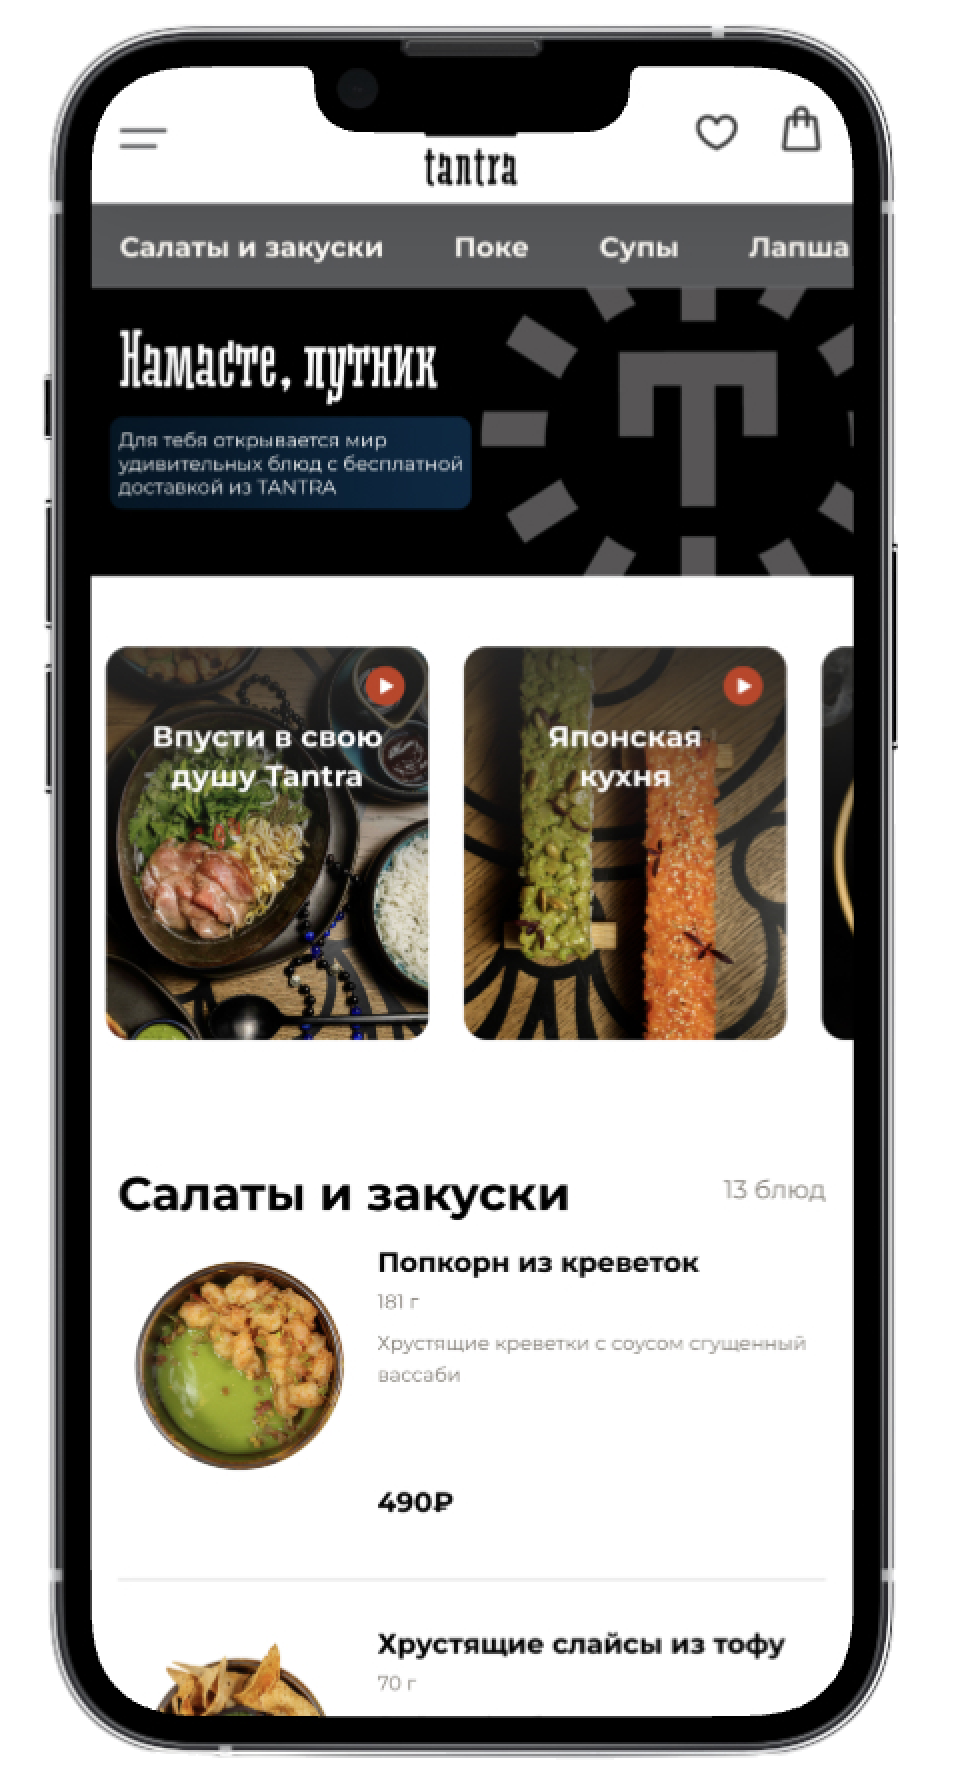 tantra
Салаты и закуски Поке Супы Лапша
Намасте, путник
Для тебя открывается мир
удивительных блюд с бесплатной
доставкой из TANTRA
Впусти в свою
душу Tantra
Японская
кухня
Салаты и закуски 13 блюд
Попкорн из креветок
181 г
Хрустящие креветки с соусом сгущенный
вассаби
490₽
Хрустящие слайсы из тофу
70 г